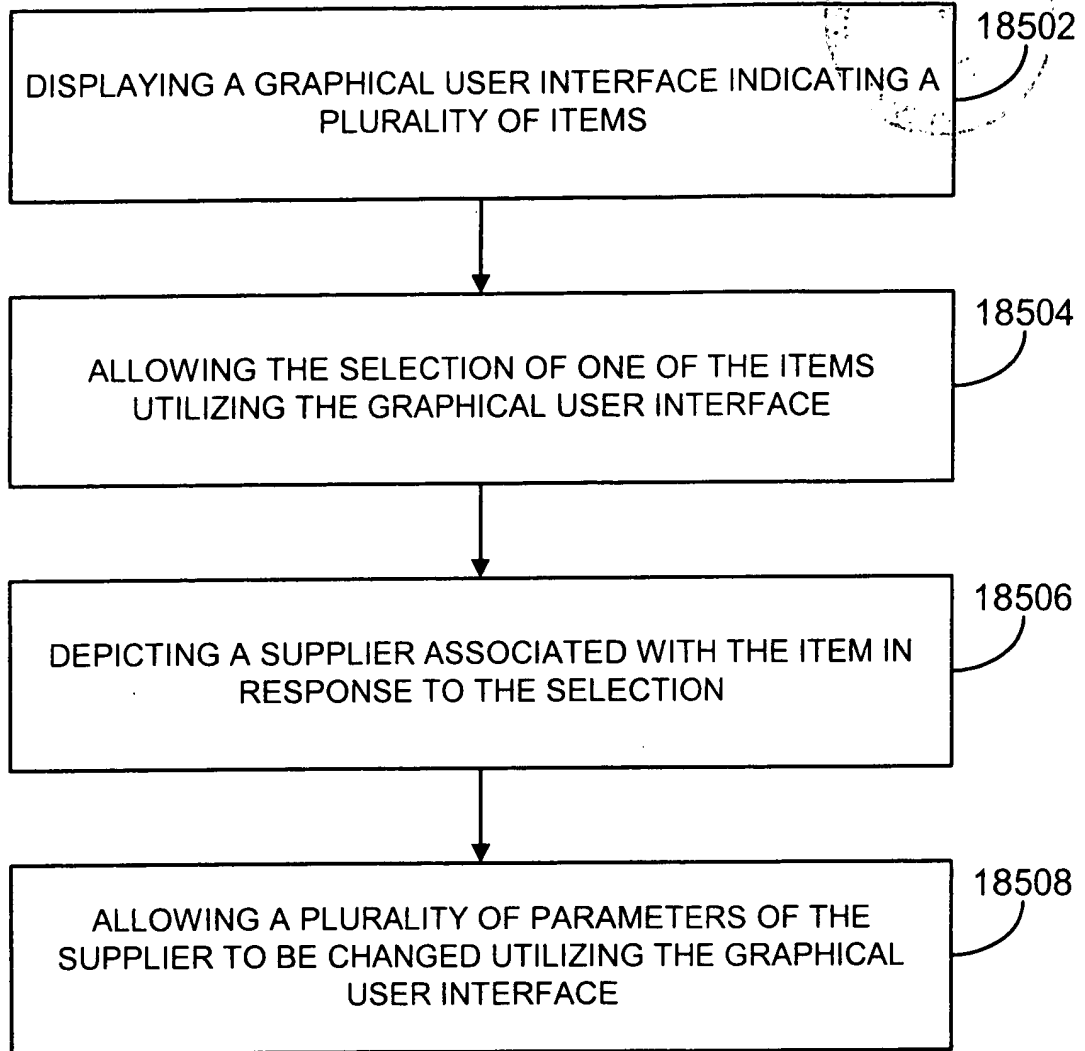 18502
DISPLAYING A GRAPHICAL USER INTERFACE INDICATING A
PLURALITY OF ITEMS
18504
ALLOWING THE SELECTION OF ONE OF THE ITEMS
UTILIZING THE GRAPHICAL USER INTERFACE
18506
DEPICTING A SUPPLIER ASSOCIATED WITH THE ITEM IN
RESPONSE TO THE SELECTION
18508
ALLOWING A PLURALITY OF PARAMETERS OF THE
SUPPLIER TO BE CHANGED UTILIZING THE GRAPHICAL
USER INTERFACE